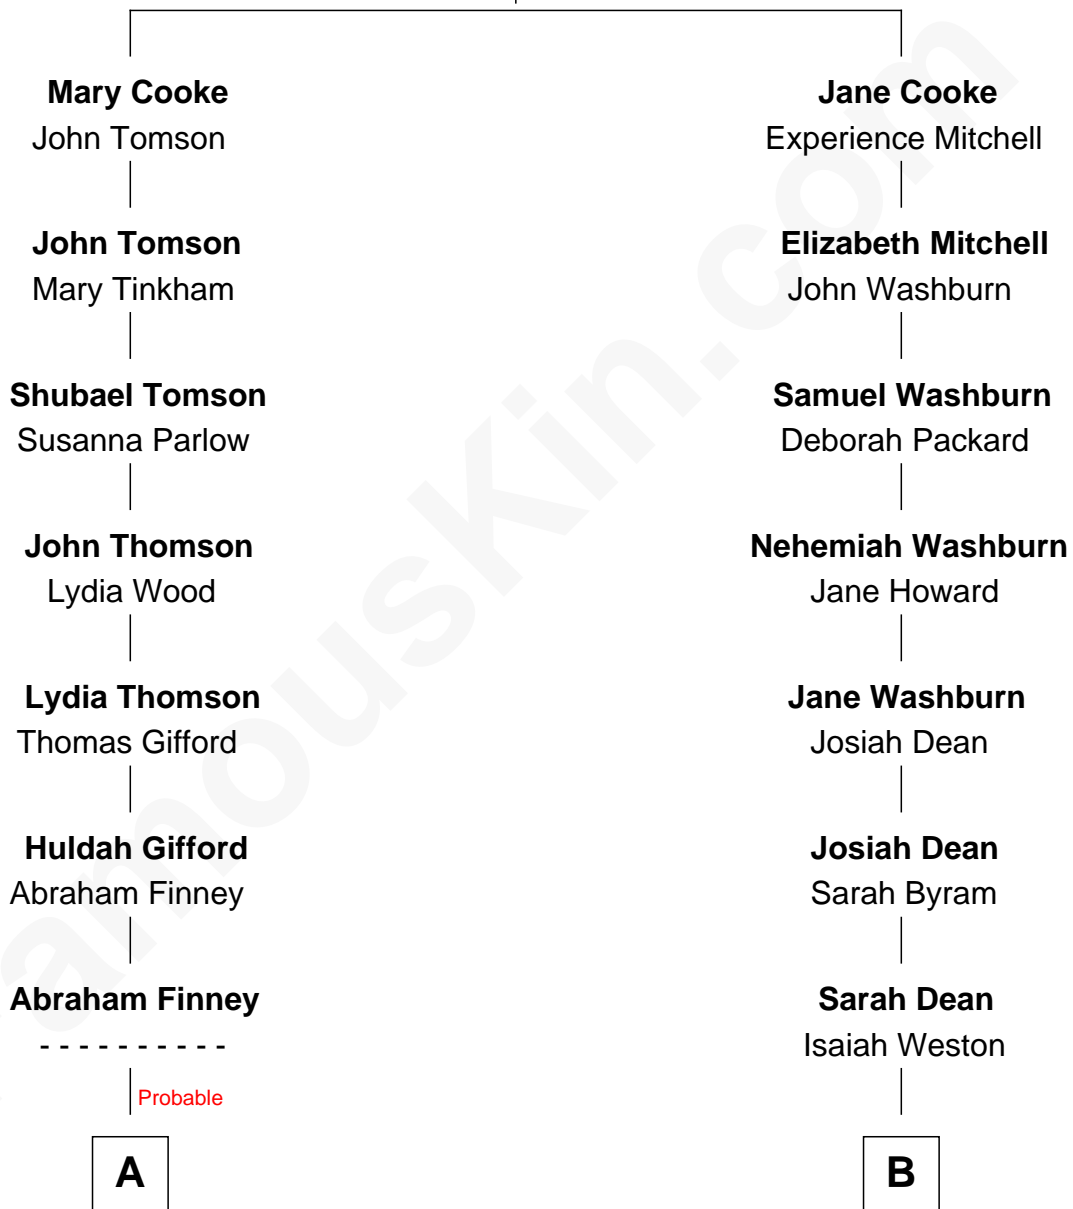 Mary Cooke
John Tomson
Jane Cooke
Experience Mitchell
John Tomson
Mary Tinkham
Elizabeth Mitchell
John Washburn
Shubael Tomson
Susanna Parlow
Samuel Washburn
Deborah Packard
John Thomson
Lydia Wood
Nehemiah Washburn
Jane Howard
Lydia Thomson
Thomas Gifford
Jane Washburn
Josiah Dean
Huldah Gifford
Abraham Finney
Josiah Dean
Sarah Byram
Abraham Finney
- - - - - - - - - -
Sarah Dean
Isaiah Weston
Probable
A
B
amousKin.com